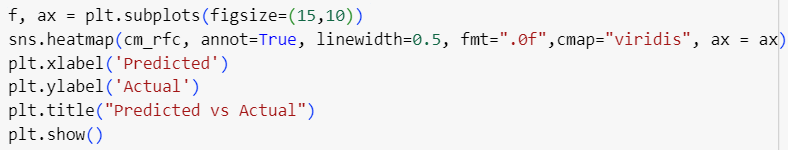 f, ax = plt.subplots(figsize=(15,10))
sns.heatmap(cm_rfc, annot=True, linewidth=0.5, fmt=".0f",cmap="viridis", ax = ax)
plt.xlabel('Predicted')
plt.ylabel('Actual')
plt.title("Predicted vs Actual")
plt.show()